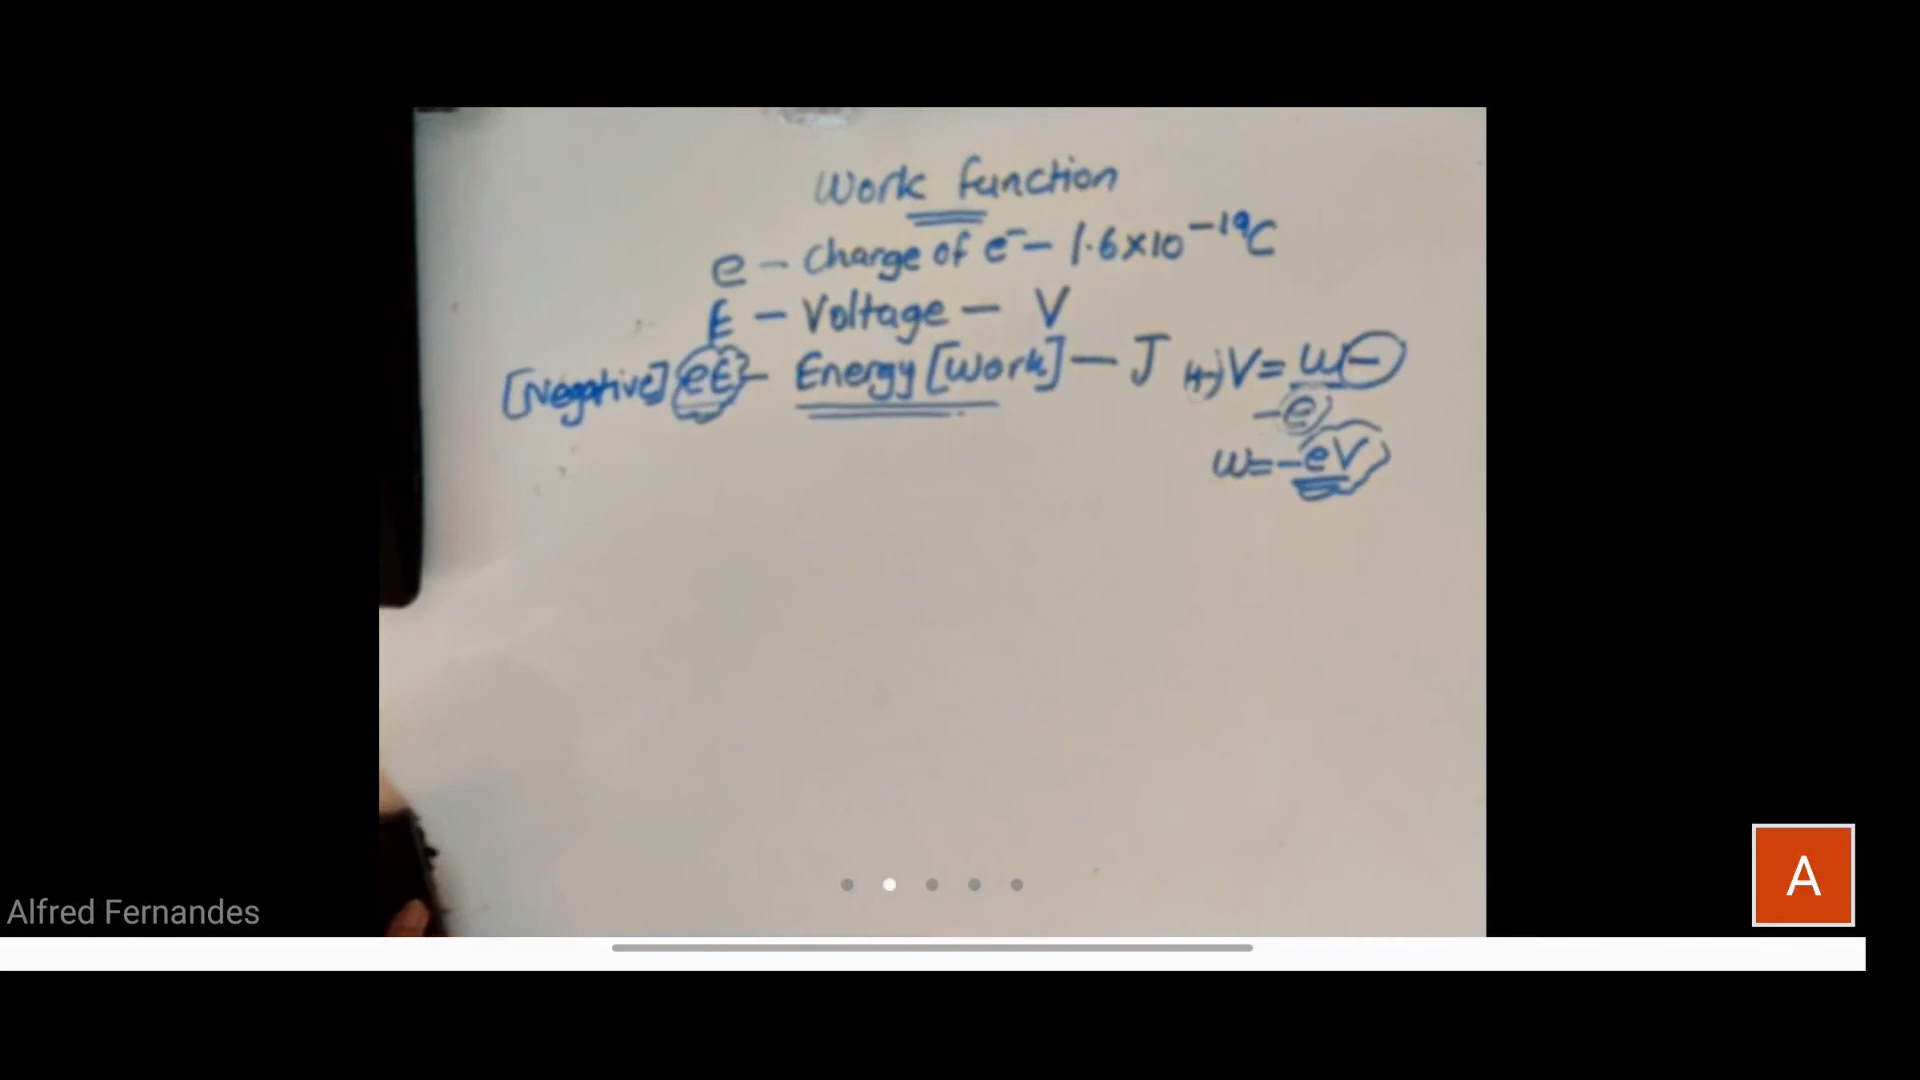 Work function
e - Charge of e⁻ - 1.6×10⁻¹⁹C
E - Voltage - V
[Negative] eE - Energy [Work] - J (+) V = w-
-e
w = -eV
Alfred Fernandes
A